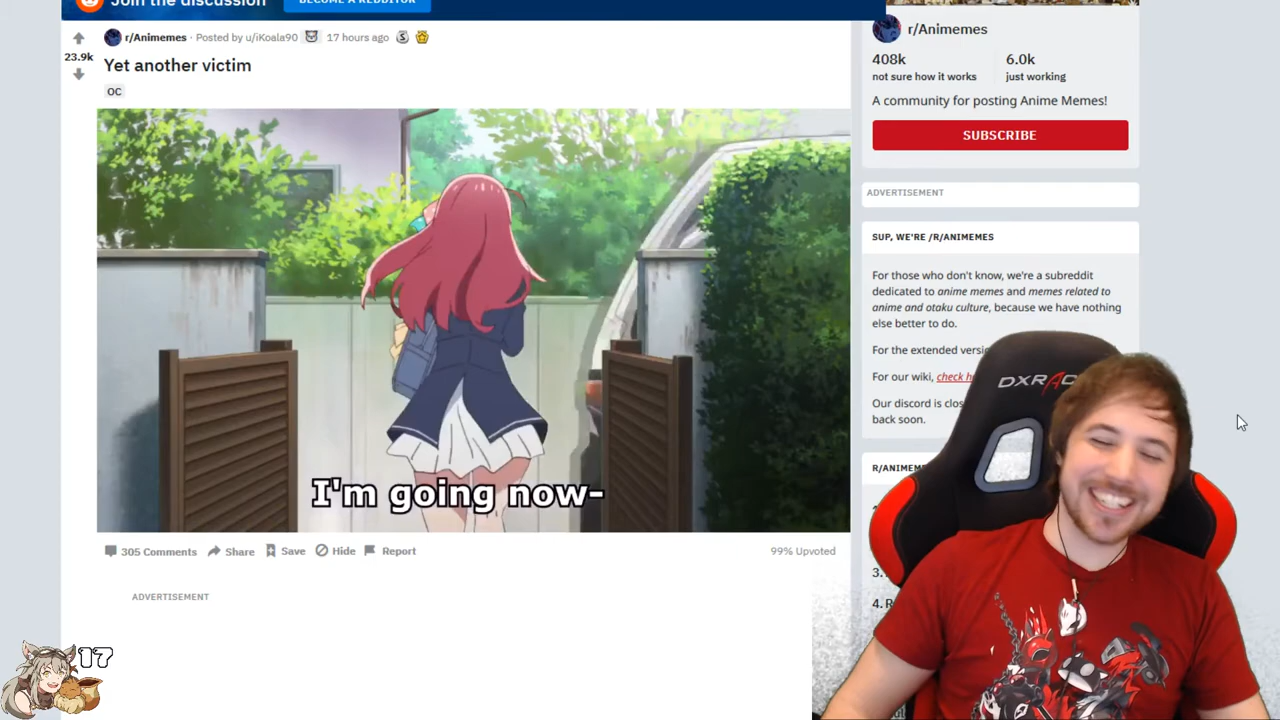 Join the discussion
BECOME A REDDITOR
r/Animemes · Posted by u/iKoala90 17 hours ago
23.9k
Yet another victim
OC
I'm going now-
305 Comments Share Save Hide Report
99% Upvoted
ADVERTISEMENT
17
r/Animemes
408k 6.0k
not sure how it works just working
A community for posting Anime Memes!
SUBSCRIBE
ADVERTISEMENT
SUP, WE'RE /R/ANIMEMES
For those who don't know, we're a subreddit
dedicated to anime memes and memes related to
anime and otaku culture, because we have nothing
else better to do.
For the extended
For our wiki, check
Our discord is
back soon.
3.
4.
DXRAC